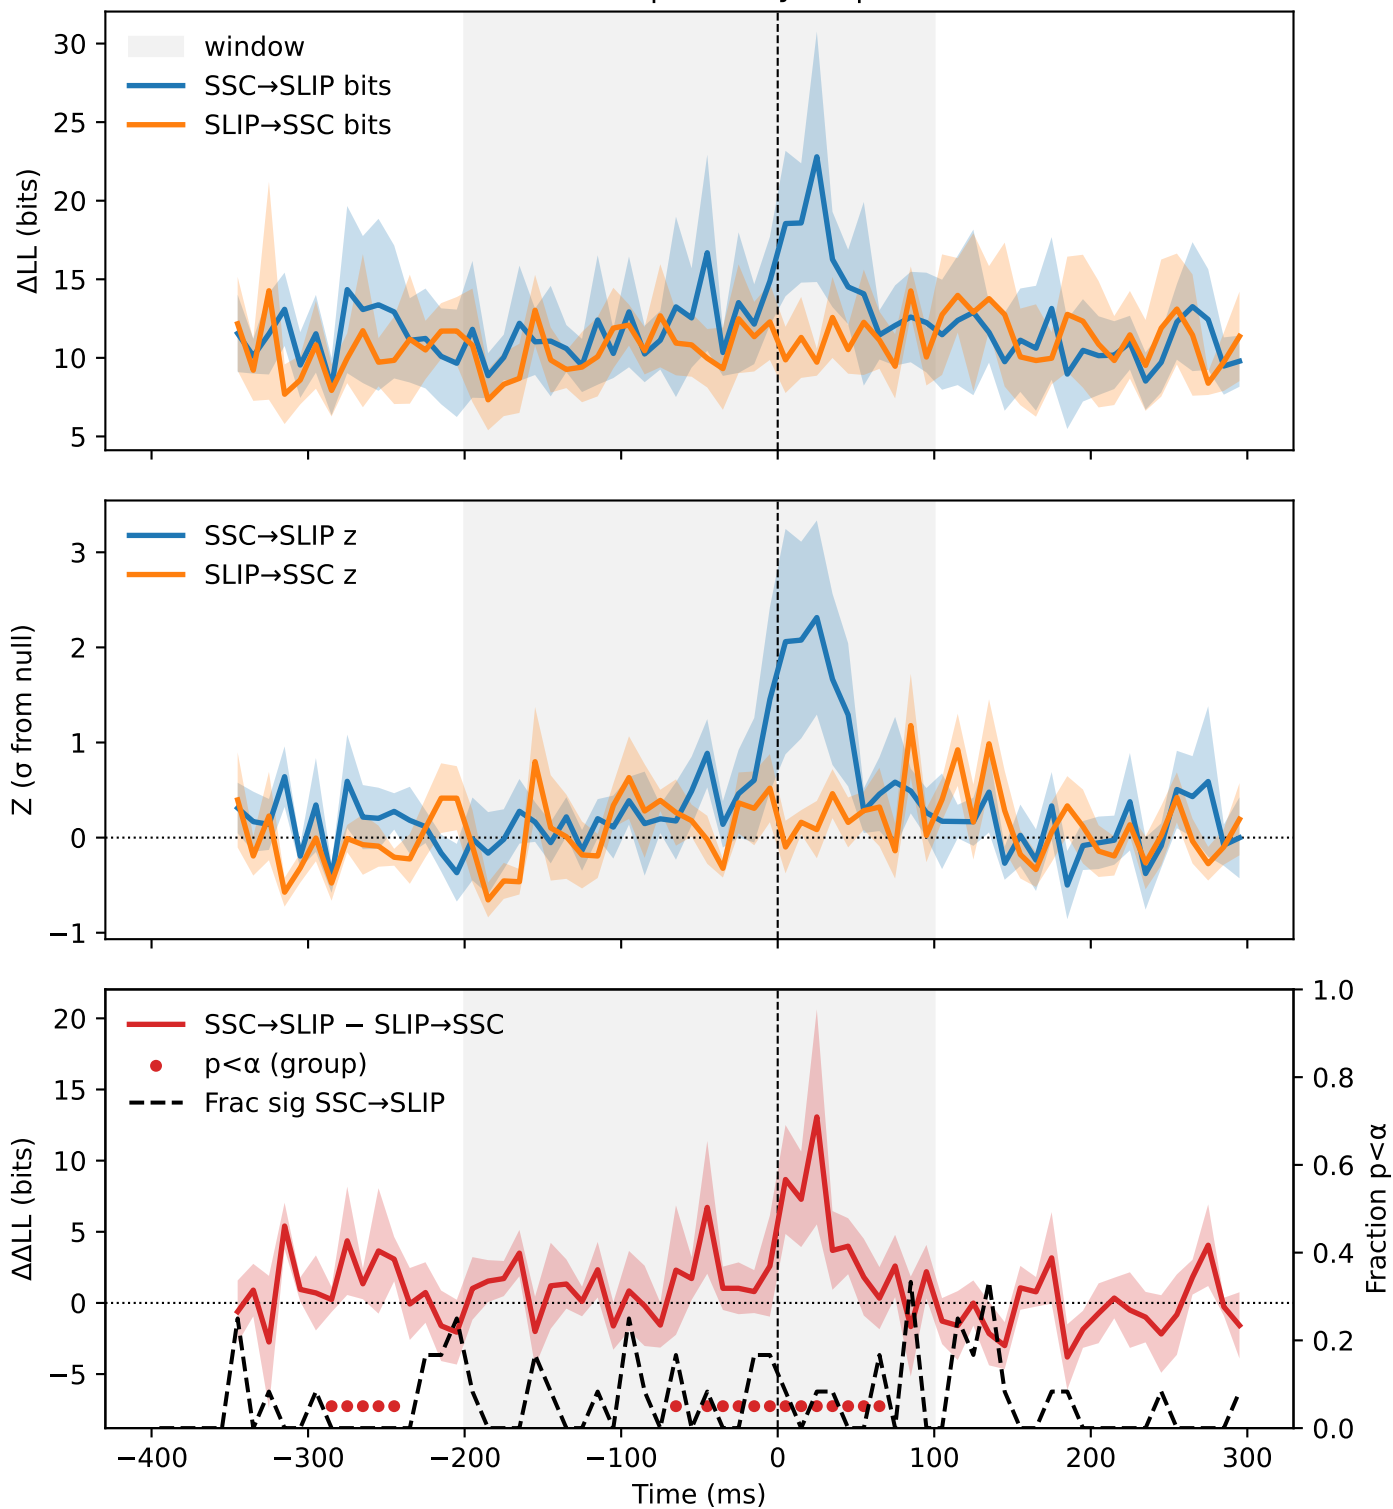 30
25
20
15
10
5
ΔLL (bits)
window
SSC→SLIP bits
SLIP→SSC bits
3
2
1
0
−1
Z (σ from null)
SSC→SLIP z
SLIP→SSC z
20
15
10
5
0
−5
ΔΔLL (bits)
SSC→SLIP − SLIP→SSC
p<α (group)
Frac sig SSC→SLIP
1.0
0.8
0.6
0.4
0.2
0.0
Fraction p<α
−400 −300 −200 −100 0 100 200 300
Time (ms)